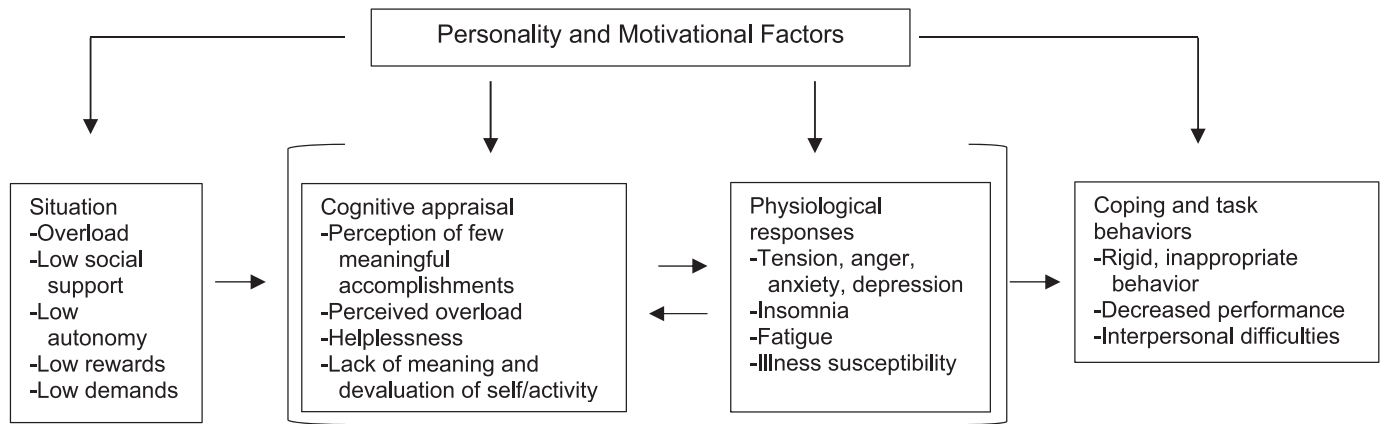 Personality and Motivational Factors
Situation
-Overload
-Low social
support
-Low
autonomy
-Low rewards
-Low demands
Cognitive appraisal
-Perception of few
meaningful
accomplishments
-Perceived overload
-Helplessness
-Lack of meaning and
devaluation of self/activity
Physiological
responses
-Tension, anger,
anxiety, depression
-Insomnia
-Fatigue
-Illness susceptibility
Coping and task
behaviors
-Rigid, inappropriate
behavior
-Decreased performance
-Interpersonal difficulties